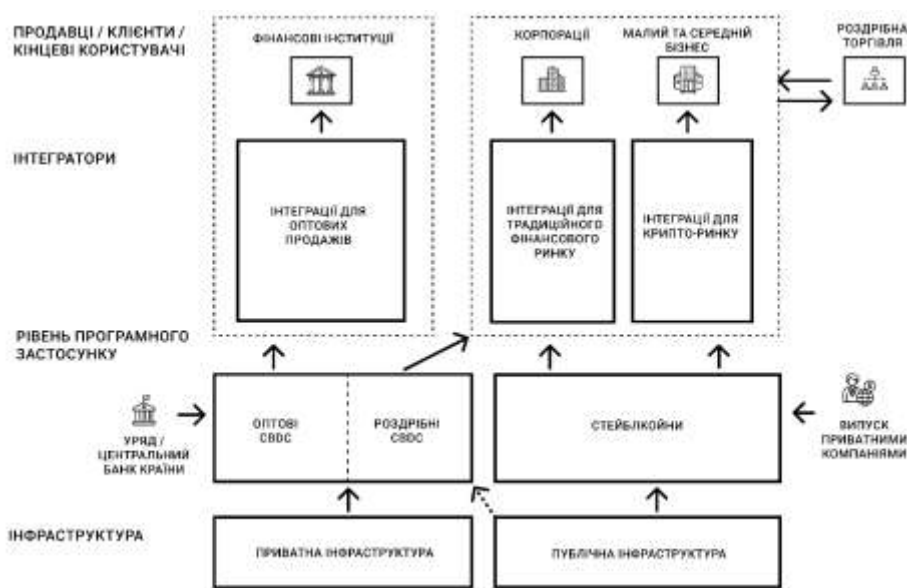 ПРОДАВЦІ / КЛІЄНТИ /
КІНЦЕВІ КОРИСТУВАЧІ
ФІНАНСОВІ ІНСТИТУЦІЇ
КОРПОРАЦІЇ
МАЛИЙ ТА СЕРЕДНІЙ
БІЗНЕС
РОЗДРІБНА
ТОРГІВЛЯ
ІНТЕГРАТОРИ
ІНТЕГРАЦІЇ ДЛЯ
ОПТОВИХ
ПРОДАЖІВ
ІНТЕГРАЦІЇ ДЛЯ
ТРАДИЦІЙНОГО
ФІНАНСОВОГО
РИНКУ
ІНТЕГРАЦІЇ ДЛЯ
КРИПТО-РИНКУ
РІВЕНЬ ПРОГРАМНОГО
ЗАСТОСУНКУ
УРЯД /
ЦЕНТРАЛЬНИЙ
БАНК КРАЇНИ
ОПТОВІ
CBDC
РОЗДРІБНІ
CBDC
СТЕЙБЛКОЙНИ
ВИПУСК
ПРИВАТНИМИ
КОМПАНІЯМИ
ІНФРАСТРУКТУРА
ПРИВАТНА ІНФРАСТРУКТУРА
ПУБЛІЧНА ІНФРАСТРУКТУРА